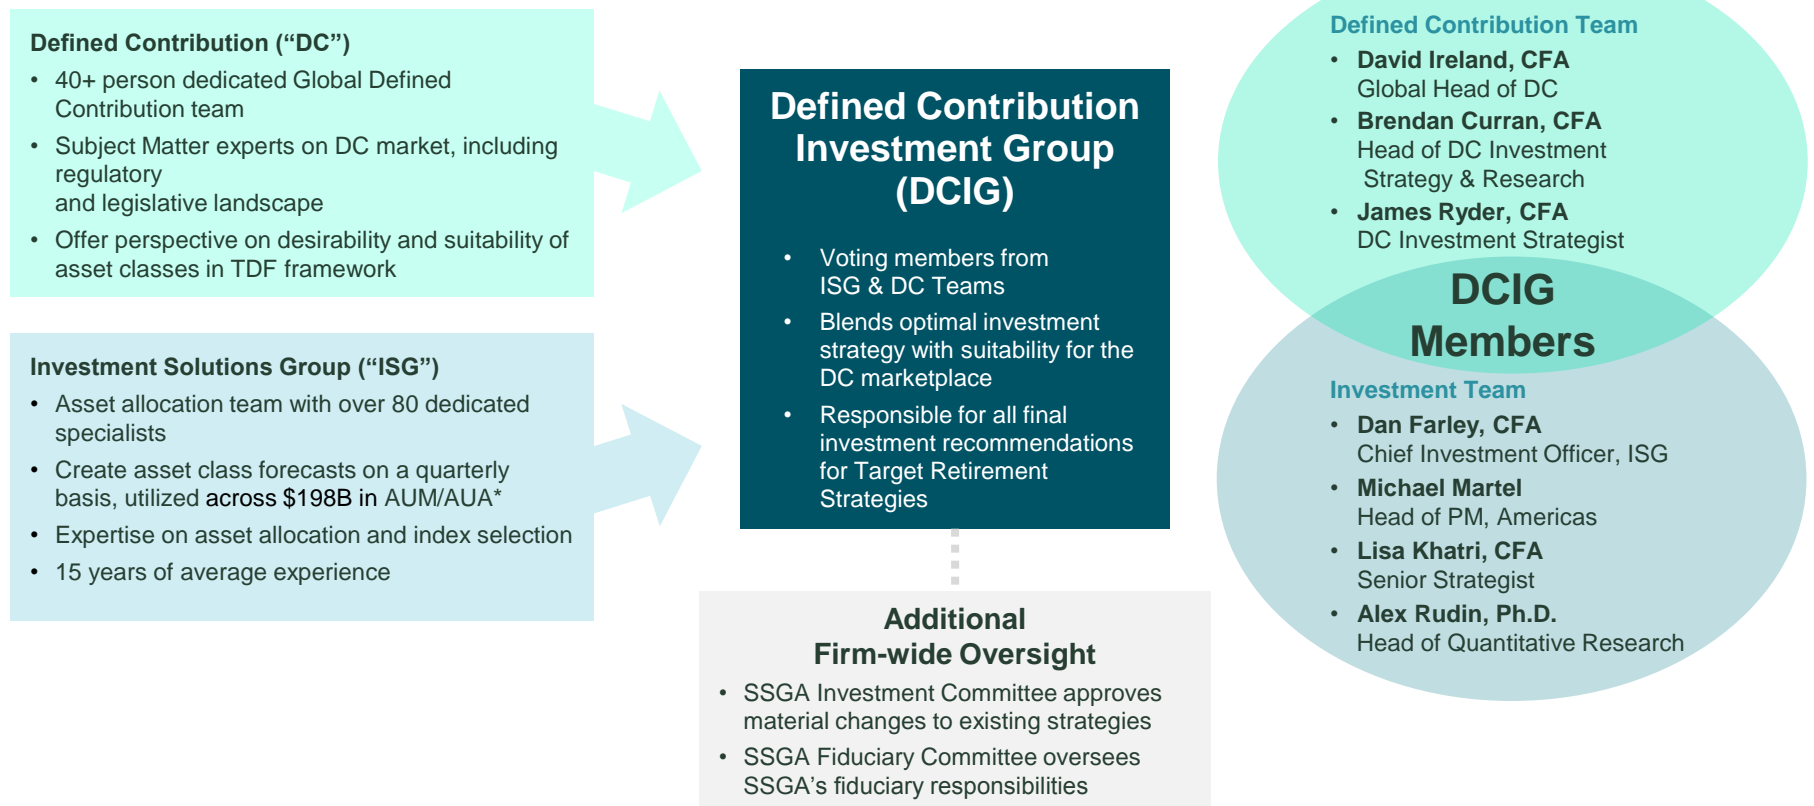 Defined Contribution (“DC”)
• 40+ person dedicated Global Defined
Contribution team
• Subject Matter experts on DC market, including
regulatory
and legislative landscape
• Offer perspective on desirability and suitability of
asset classes in TDF framework
Investment Solutions Group (“ISG”)
• Asset allocation team with over 80 dedicated
specialists
• Create asset class forecasts on a quarterly
basis, utilized across $198B in AUM/AUA*
• Expertise on asset allocation and index selection
• 15 years of average experience
Defined Contribution
Investment Group
(DCIG)
• Voting members from
ISG & DC Teams
• Blends optimal investment
strategy with suitability for the
DC marketplace
• Responsible for all final
investment recommendations
for Target Retirement
Strategies
Additional
Firm-wide Oversight
• SSGA Investment Committee approves
material changes to existing strategies
• SSGA Fiduciary Committee oversees
SSGA’s fiduciary responsibilities
Defined Contribution Team
• David Ireland, CFA
Global Head of DC
• Brendan Curran, CFA
Head of DC Investment
Strategy & Research
• James Ryder, CFA
DC Investment Strategist
DCIG
Members
Investment Team
• Dan Farley, CFA
Chief Investment Officer, ISG
• Michael Martel
Head of PM, Americas
• Lisa Khatri, CFA
Senior Strategist
• Alex Rudin, Ph.D.
Head of Quantitative Research